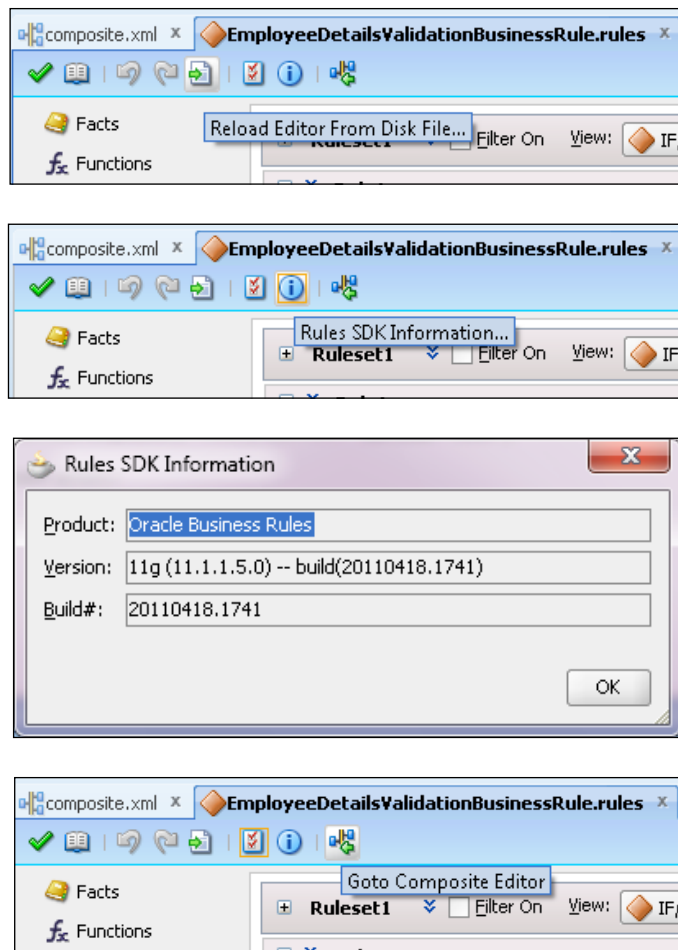 composite.xml x EmployeeDetailsValidationBusinessRule.rules x
Facts
Reload Editor From Disk File...
Filter On View: IF
fx Functions
composite.xml x EmployeeDetailsValidationBusinessRule.rules x
Facts
Rules SDK Information...
Ruleset1 Filter On View: IF
fx Functions
Rules SDK Information
Product: Oracle Business Rules
Version: 11g (11.1.1.5.0) -- build(20110418.1741)
Build#: 20110418.1741
OK
composite.xml x EmployeeDetailsValidationBusinessRule.rules x
Goto Composite Editor
Facts
Ruleset1 Filter On View: IF
fx Functions